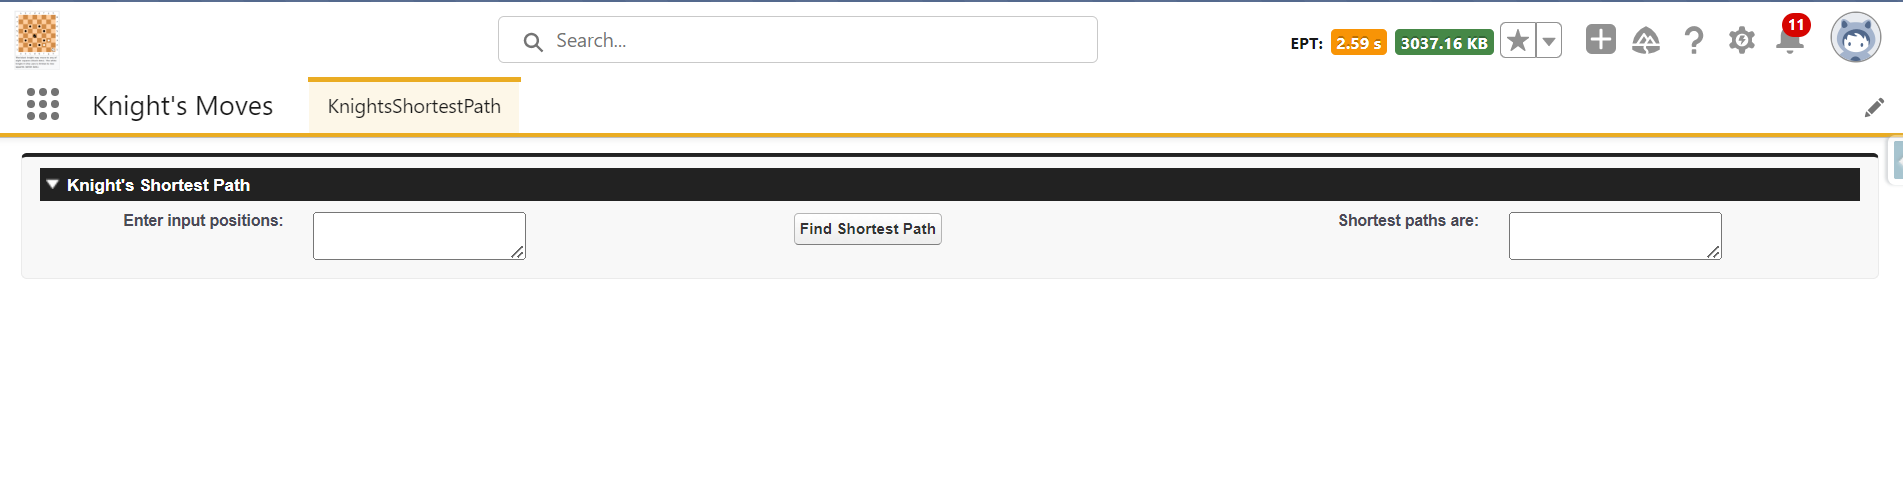 Search...
EPT: 2.59 s 3037.16 KB
11
Knight's Moves
KnightsShortestPath
Knight's Shortest Path
Enter input positions:
Find Shortest Path
Shortest paths are: